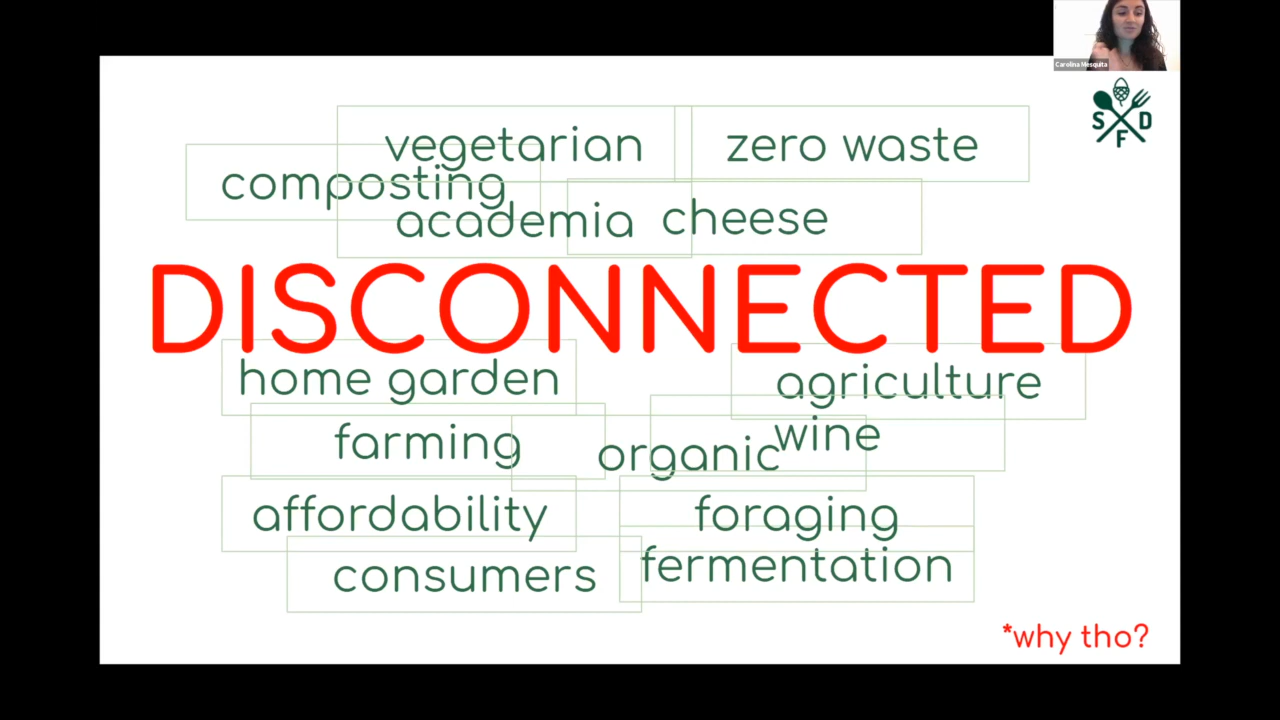 Carolina Mesquita
S F D
vegetarian
zero waste
composting
academia
cheese
DISCONNECTED
home garden
agriculture
farming
wine
organic
affordability
foraging
fermentation
consumers
*why tho?